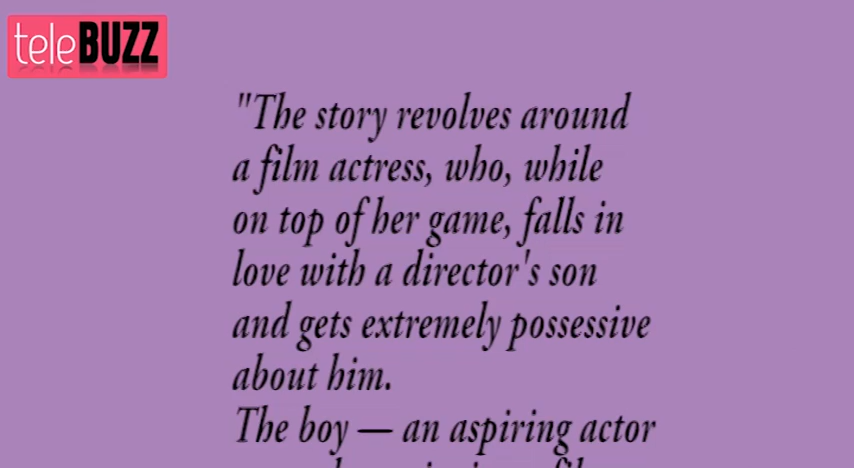 teleBUZZ
"The story revolves around
a film actress, who, while
on top of her game, falls in
love with a director's son
and gets extremely possessive
about him.
The boy — an aspiring actor